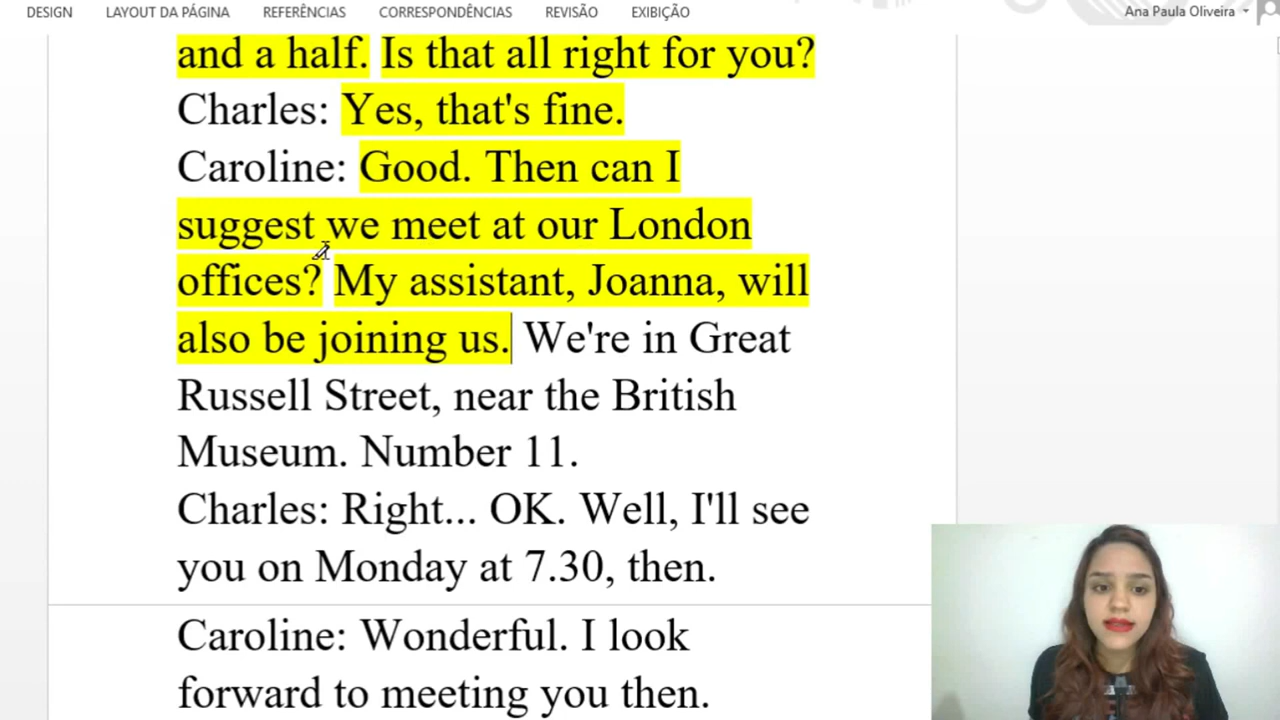 DESIGN LAYOUT DA PÁGINA REFERÊNCIAS CORRESPONDÊNCIAS REVISÃO EXIBIÇÃO Ana Paula Oliveira
and a half. Is that all right for you?
Charles: Yes, that's fine.
Caroline: Good. Then can I
suggest we meet at our London
offices? My assistant, Joanna, will
also be joining us. We're in Great
Russell Street, near the British
Museum. Number 11.
Charles: Right... OK. Well, I'll see
you on Monday at 7.30, then.
Caroline: Wonderful. I look
forward to meeting you then.